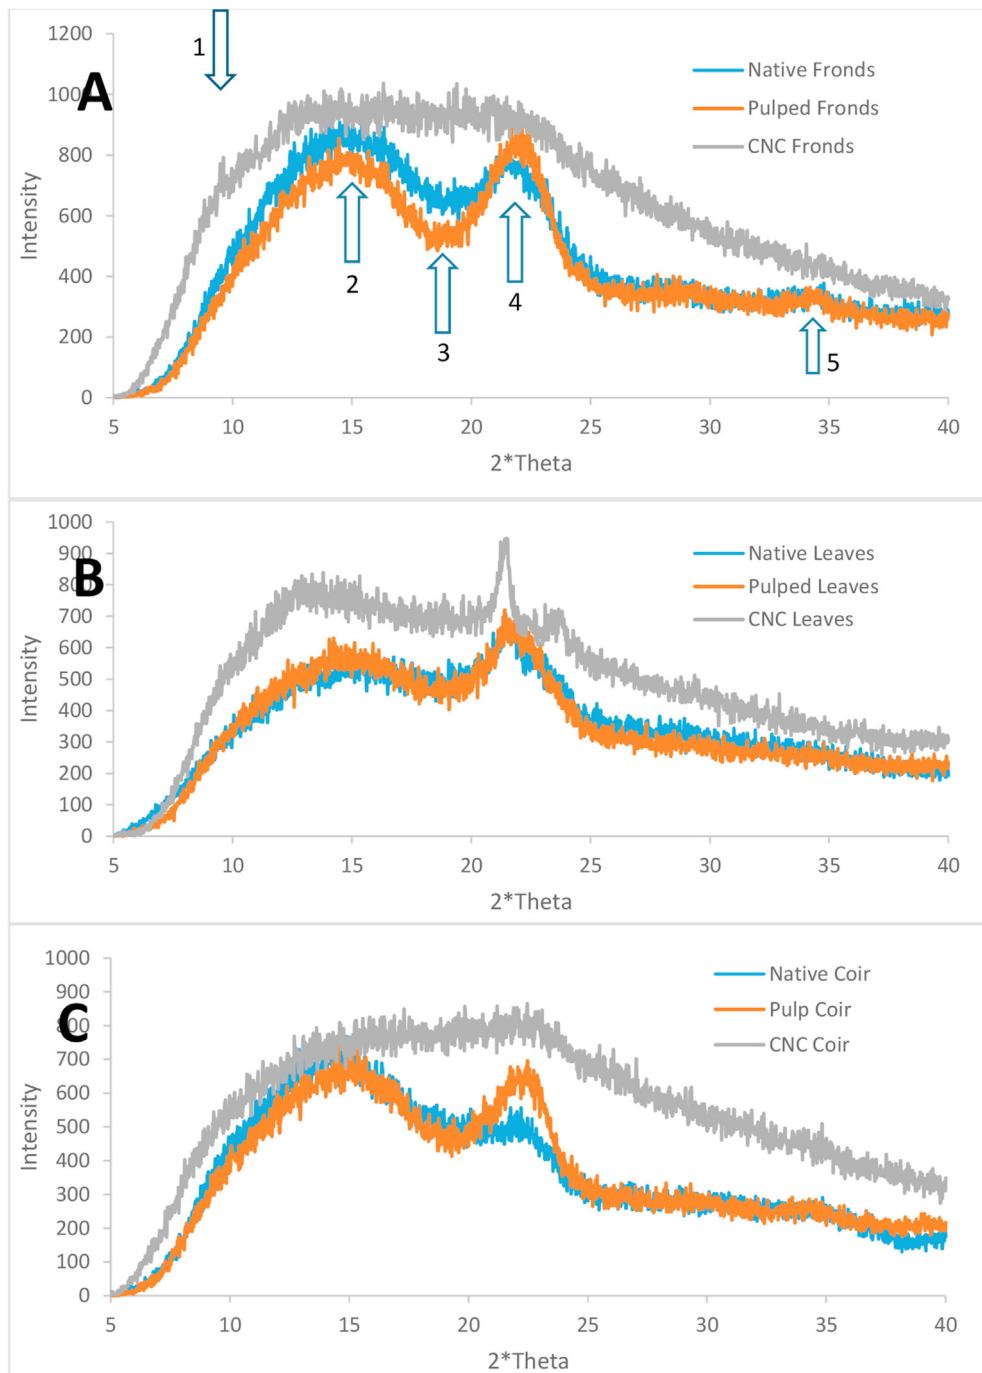 A
1200
1000
800
600
400
200
0
Intensity
5 10 15 20 25 30 35 40
2*Theta
1
2
3
4
5
Native Fronds
Pulped Fronds
CNC Fronds
B
1000
900
800
700
600
500
400
300
200
100
0
Intensity
5 10 15 20 25 30 35 40
2*Theta
Native Leaves
Pulped Leaves
CNC Leaves
C
1000
900
800
700
600
500
400
300
200
100
0
Intensity
5 10 15 20 25 30 35 40
2*Theta
Native Coir
Pulp Coir
CNC Coir